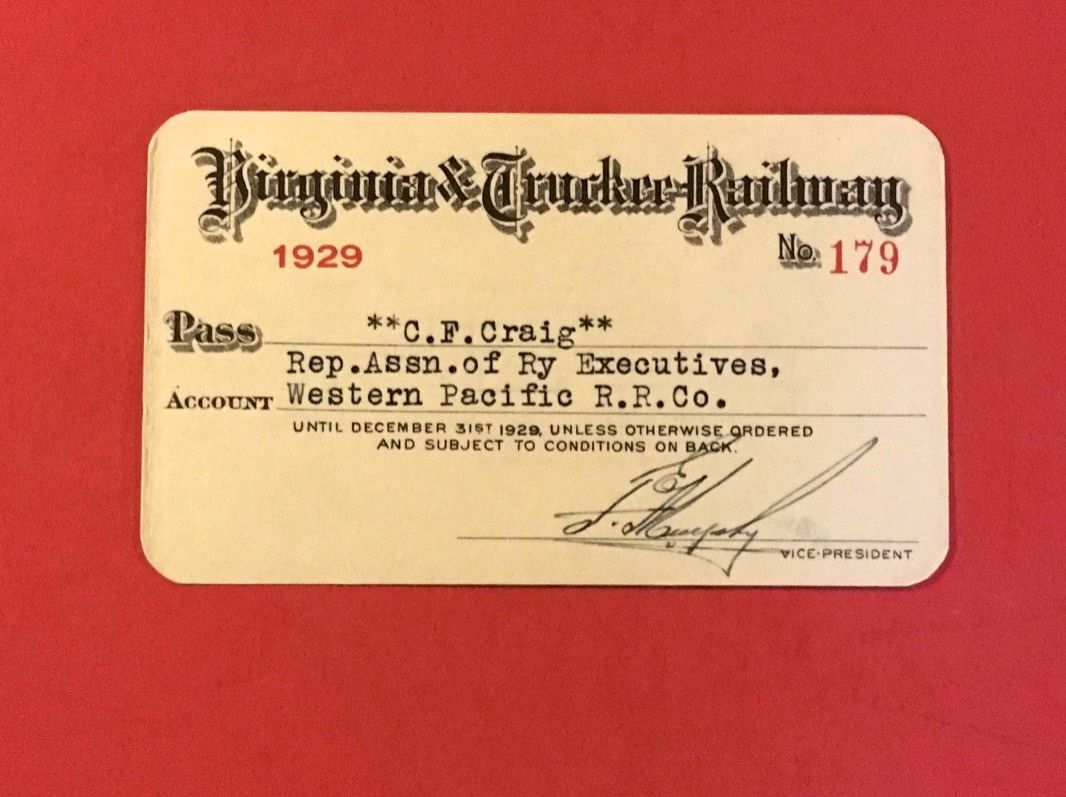 Virginia & Truckee Railway
1929 No. 179
Pass **C.F.Craig**
Rep.Assn.of Ry Executives,
Account Western Pacific R.R.Co.
UNTIL DECEMBER 31ST 1929, UNLESS OTHERWISE ORDERED
AND SUBJECT TO CONDITIONS ON BACK.
Murphy
VICE-PRESIDENT